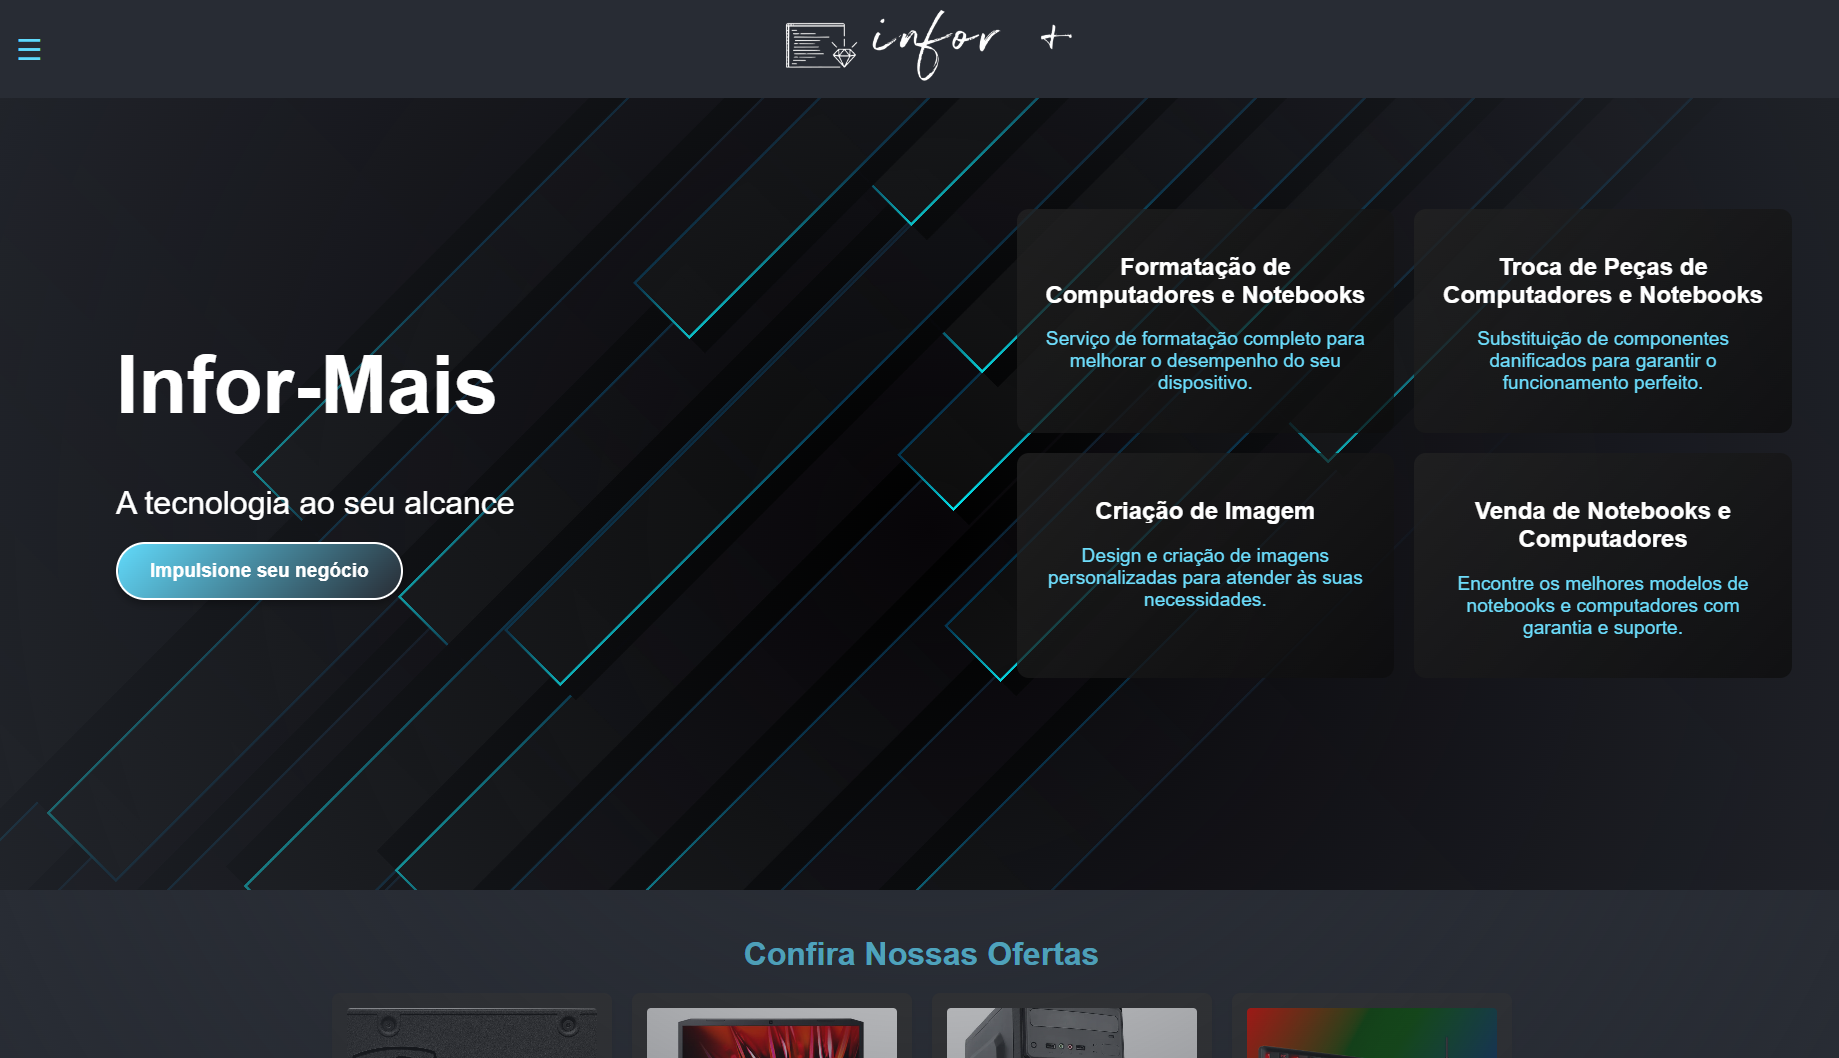 ☰
infor +
Infor-Mais
A tecnologia ao seu alcance
Impulsione seu negócio
Formatação de
Computadores e Notebooks
Serviço de formatação completo para
melhorar o desempenho do seu
dispositivo.
Troca de Peças de
Computadores e Notebooks
Substituição de componentes
danificados para garantir o
funcionamento perfeito.
Criação de Imagem
Design e criação de imagens
personalizadas para atender às suas
necessidades.
Venda de Notebooks e
Computadores
Encontre os melhores modelos de
notebooks e computadores com
garantia e suporte.
Confira Nossas Ofertas